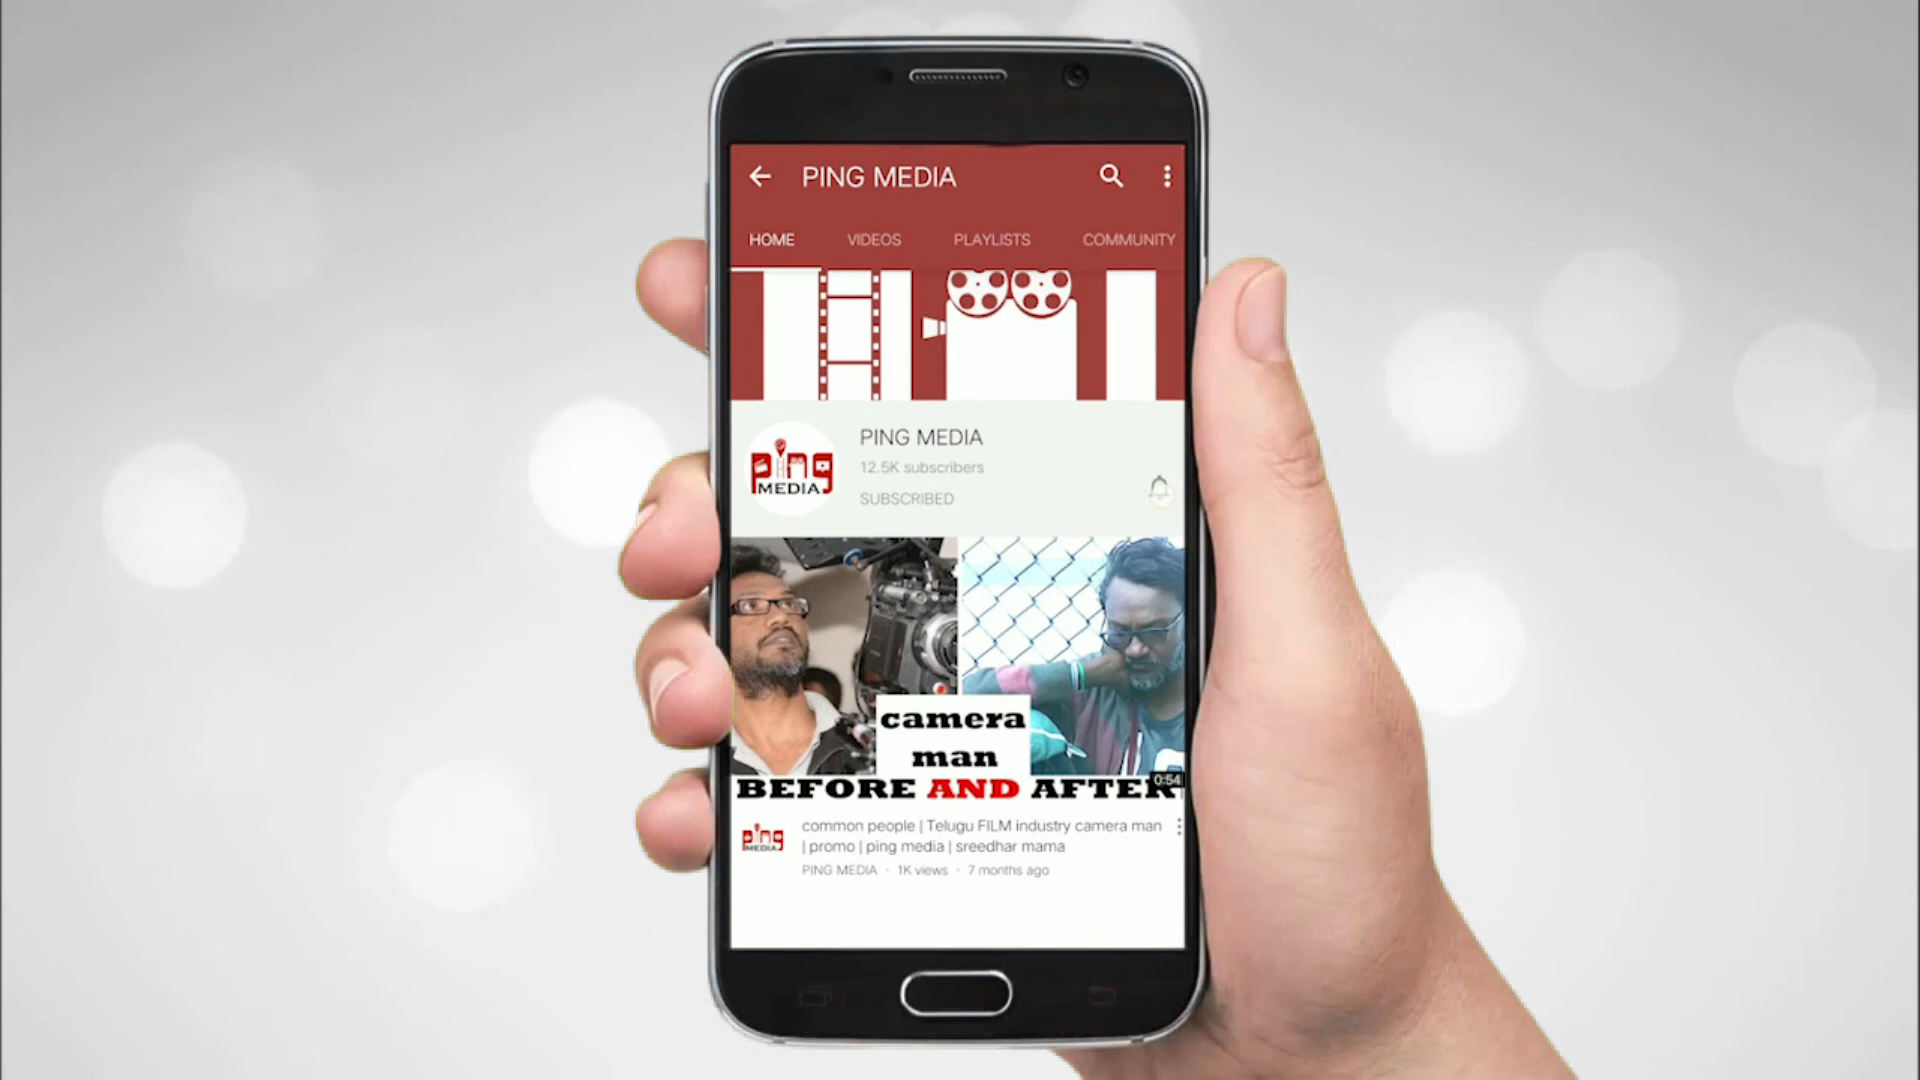 PING MEDIA
HOME VIDEOS PLAYLISTS COMMUNITY
ping
MEDIA
PING MEDIA
12.5K subscribers
SUBSCRIBED
camera
man
BEFORE AND AFTER
0:54
ping
MEDIA
common people | Telugu FILM industry camera man
| promo | ping media | sreedhar mama
PING MEDIA · 1K views · 7 months ago